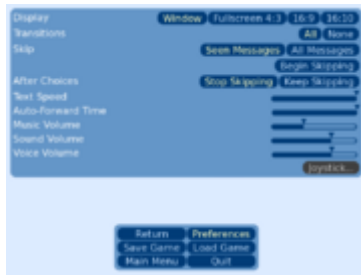 Display Window Fullscreen 4:3 16:9 16:10
Transitions All None
Skip Seen Messages All Messages
Begin Skipping
After Choices Stop Skipping Keep Skipping
Text Speed
Auto-Forward Time
Music Volume
Sound Volume
Voice Volume
Joystick...
Return Preferences
Save Game Load Game
Main Menu Quit